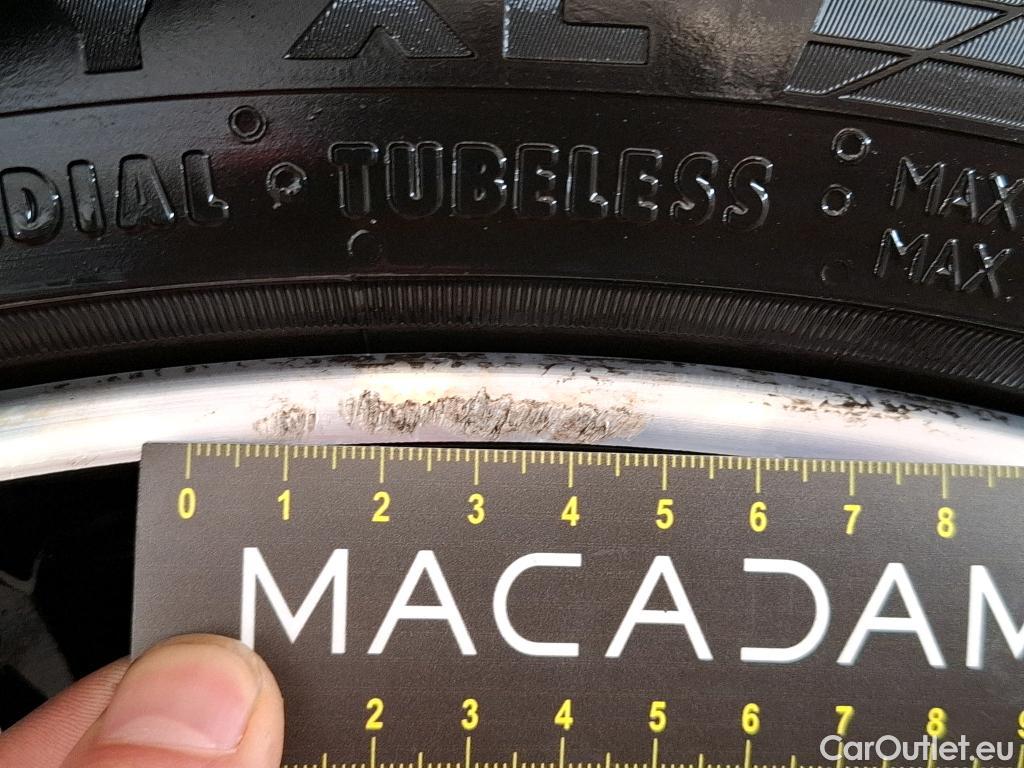 XL
DIAL TUBELESS MAX
MAX.
0 1 2 3 4 5 6 7 8
MACADAM
2 3 4 5 6 7 8
CarOutlet.eu